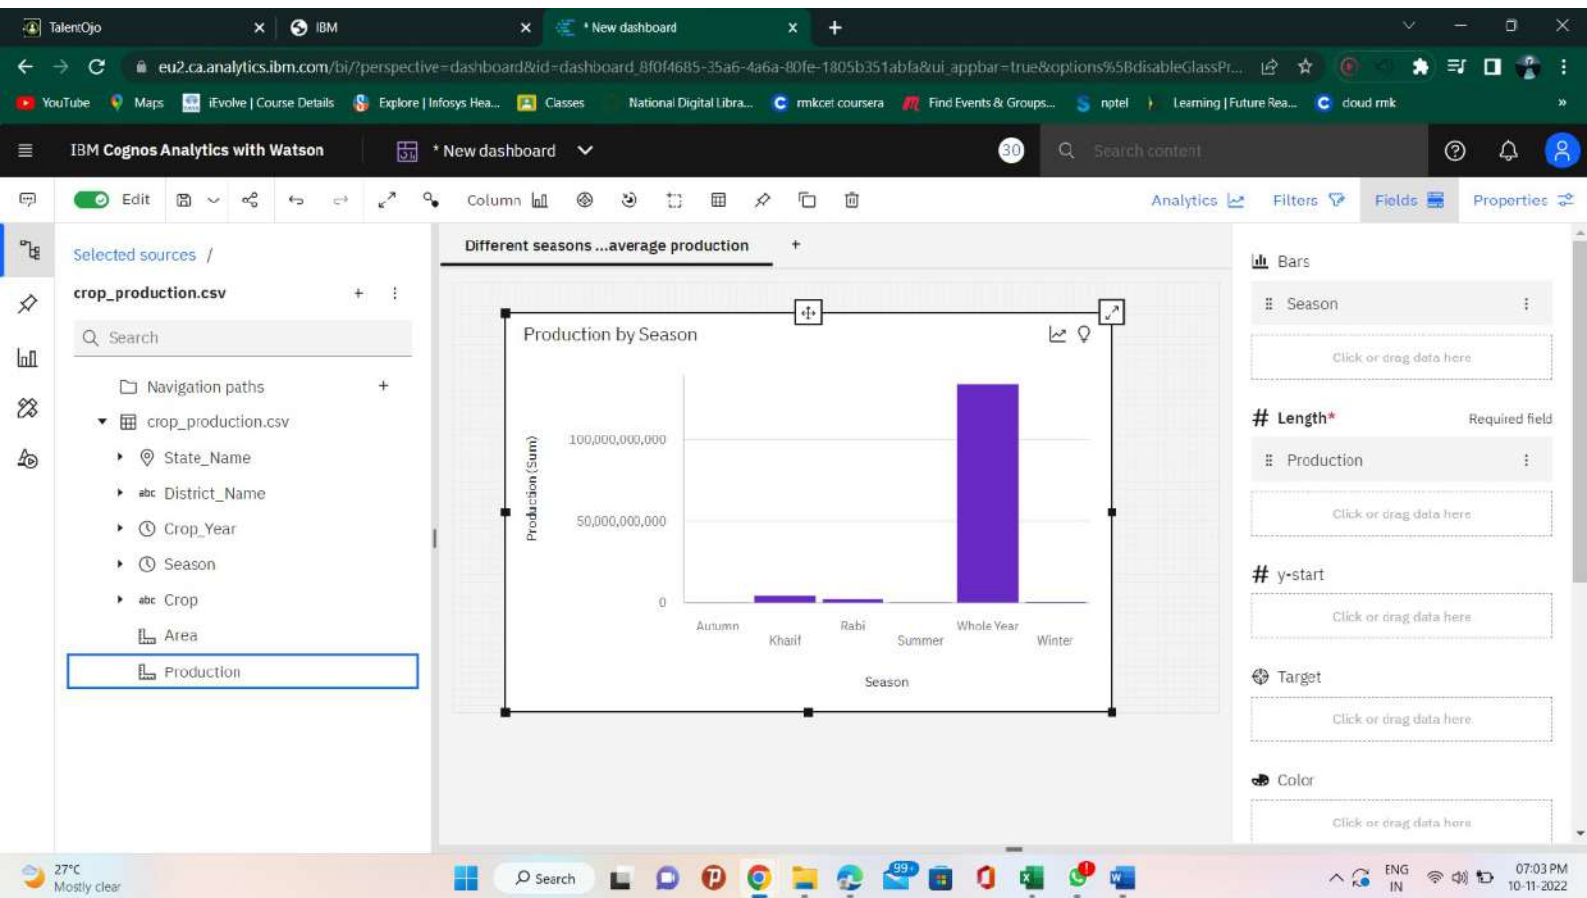 TalentOjo
IBM
* New dashboard
eu2.ca.analytics.ibm.com/bi/?perspective=dashboard&id=dashboard_8f0f4685-35a6-4a6a-80fe-1805b351abfa&ui_appbar=true&options%5BdisableGlassPr...
YouTube Maps iEvolve | Course Details Explore | Infosys Hea... Classes National Digital Libra... rmkcet coursera Find Events & Groups... nptel Learning | Future Rea... cloud rmk »
IBM Cognos Analytics with Watson
* New dashboard
30
Search content
Edit
Column
Analytics
Filters
Fields
Properties
Selected sources /
crop_production.csv
Search
Navigation paths
crop_production.csv
State_Name
abc District_Name
Crop_Year
Season
abc Crop
Area
Production
Different seasons ...average production
Production by Season
Production (Sum)
100,000,000,000
50,000,000,000
0
Autumn
Kharif
Rabi
Summer
Whole Year
Winter
Season
Bars
Season
Click or drag data here
# Length*
Required field
Production
Click or drag data here
# y-start
Click or drag data here
Target
Click or drag data here
Color
Click or drag data here
27°C
Mostly clear
Search
99+
ENG
IN
07:03 PM
10-11-2022